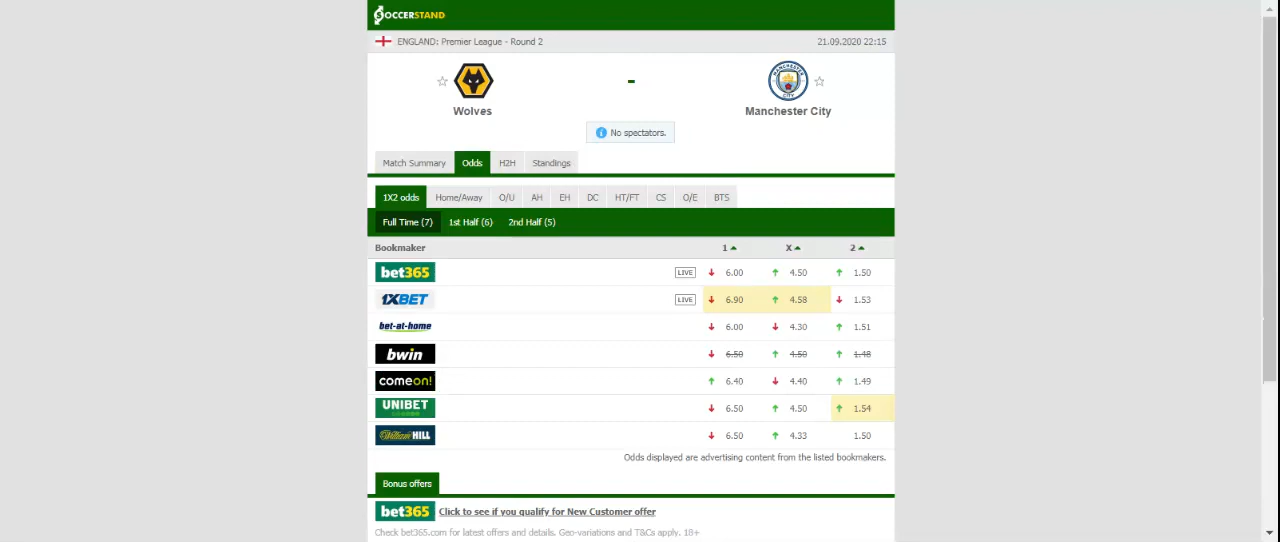 SOCCERSTAND
ENGLAND: Premier League - Round 2 21.09.2020 22:15
-
Wolves Manchester City
No spectators.
Match Summary Odds H2H Standings
1X2 odds Home/Away O/U AH EH DC HT/FT CS O/E BTS
Full Time (7) 1st Half (6) 2nd Half (5)
Bookmaker 1 X 2
bet365 LIVE 6.00 4.50 1.50
1XBET LIVE 6.90 4.58 1.53
bet-at-home 6.00 4.30 1.51
bwin 6.50 4.50 1.48
comeon! 6.40 4.40 1.49
UNIBET 6.50 4.50 1.54
William HILL 6.50 4.33 1.50
Odds displayed are advertising content from the listed bookmakers.
Bonus offers
bet365 Click to see if you qualify for New Customer offer
Check bet365.com for latest offers and details. Geo-variations and T&Cs apply. 18+